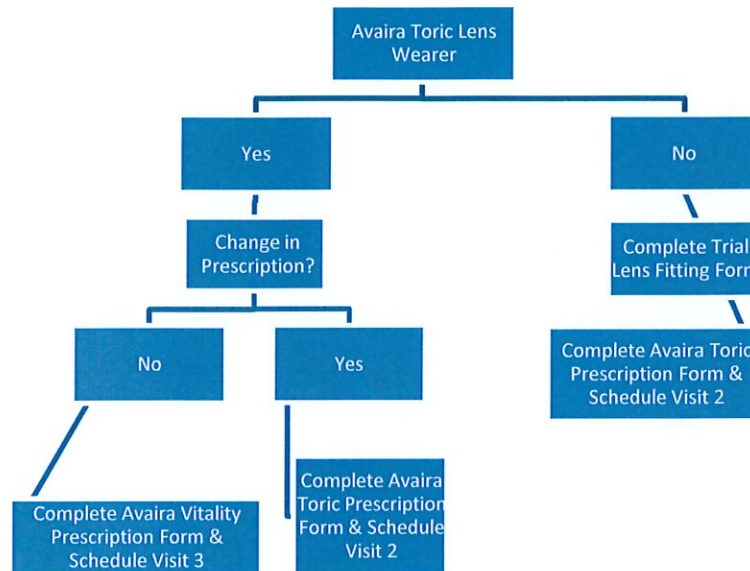 Avaira Toric Lens
Wearer
Yes
No
Change in
Prescription?
Complete Trial
Lens Fitting Form
No
Yes
Complete Avaira Toric
Prescription Form &
Schedule Visit 2
Complete Avaira Vitality
Prescription Form &
Schedule Visit 3
Complete Avaira
Toric Prescription
Form & Schedule
Visit 2